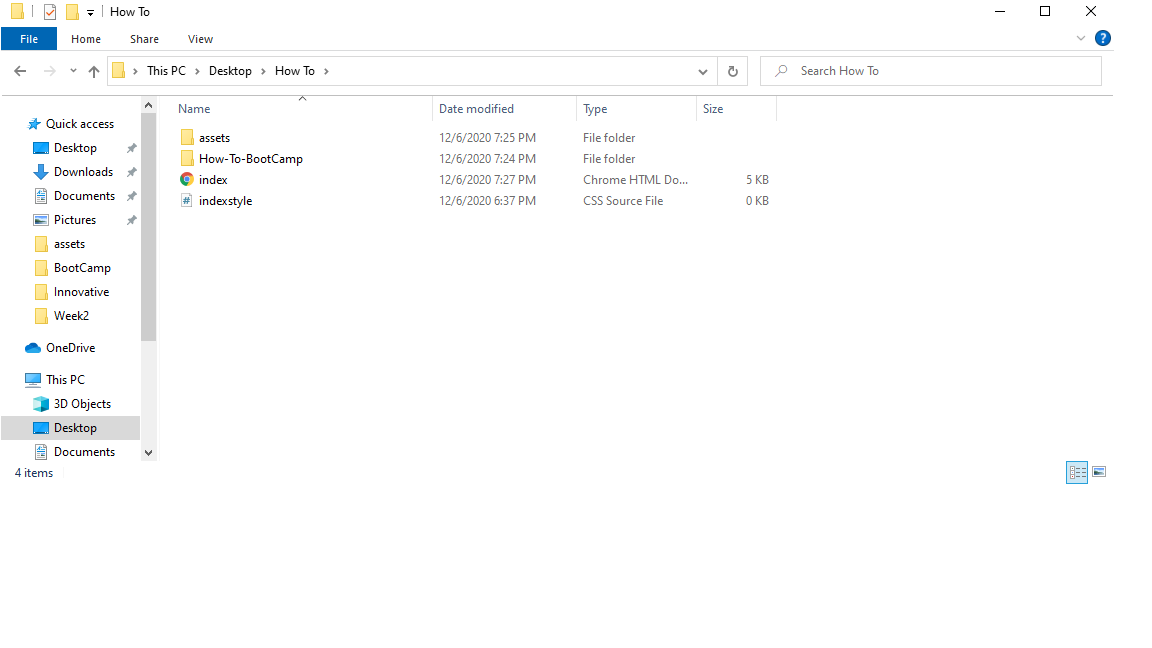 How To
File Home Share View
This PC Desktop How To Search How To
Name Date modified Type Size
Quick access
Desktop
Downloads
Documents
Pictures
assets
BootCamp
Innovative
Week2
OneDrive
This PC
3D Objects
Desktop
Documents
assets 12/6/2020 7:25 PM File folder
How-To-BootCamp 12/6/2020 7:24 PM File folder
index 12/6/2020 7:27 PM Chrome HTML Do... 5 KB
indexstyle 12/6/2020 6:37 PM CSS Source File 0 KB
4 items